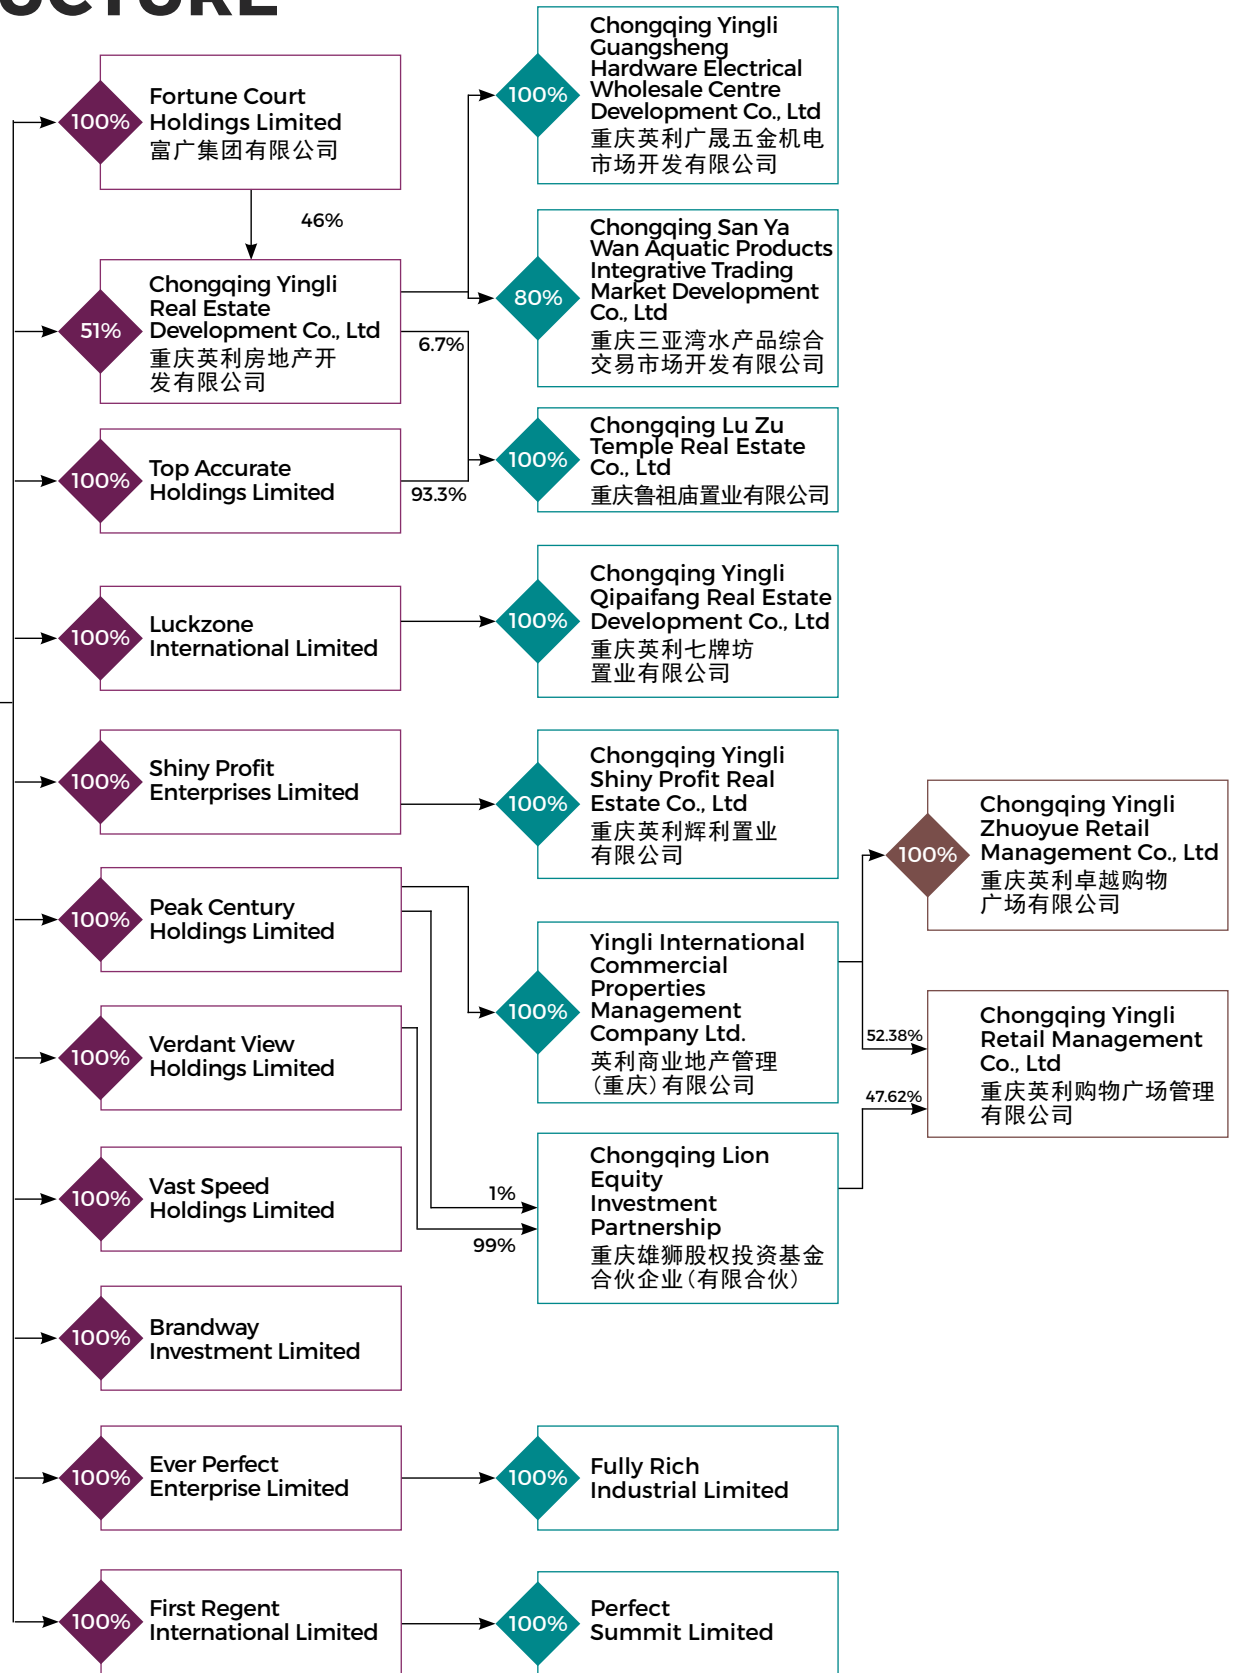 100%
Fortune Court
Holdings Limited
富广集团有限公司
46%
51%
Chongqing Yingli
Real Estate
Development Co., Ltd
重庆英利房地产开
发有限公司
6.7%
100%
Top Accurate
Holdings Limited
93.3%
100%
Luckzone
International Limited
100%
Shiny Profit
Enterprises Limited
100%
Peak Century
Holdings Limited
100%
Verdant View
Holdings Limited
1%
99%
100%
Vast Speed
Holdings Limited
100%
Brandway
Investment Limited
100%
Ever Perfect
Enterprise Limited
100%
First Regent
International Limited
100%
Chongqing Yingli
Guangsheng
Hardware Electrical
Wholesale Centre
Development Co., Ltd
重庆英利广晟五金机电
市场开发有限公司
80%
Chongqing San Ya
Wan Aquatic Products
Integrative Trading
Market Development
Co., Ltd
重庆三亚湾水产品综合
交易市场开发有限公司
100%
Chongqing Lu Zu
Temple Real Estate
Co., Ltd
重庆鲁祖庙置业有限公司
100%
Chongqing Yingli
Qipaifang Real Estate
Development Co., Ltd
重庆英利七牌坊
置业有限公司
100%
Chongqing Yingli
Shiny Profit Real
Estate Co., Ltd
重庆英利辉利置业
有限公司
100%
Yingli International
Commercial
Properties
Management
Company Ltd.
英利商业地产管理
（重庆）有限公司
Chongqing Lion
Equity
Investment
Partnership
重庆雄狮股权投资基金
合伙企业（有限合伙）
100%
Fully Rich
Industrial Limited
100%
Perfect
Summit Limited
100%
Chongqing Yingli
Zhuoyue Retail
Management Co., Ltd
重庆英利卓越购物
广场有限公司
52.38%
47.62%
Chongqing Yingli
Retail Management
Co., Ltd
重庆英利购物广场管理
有限公司